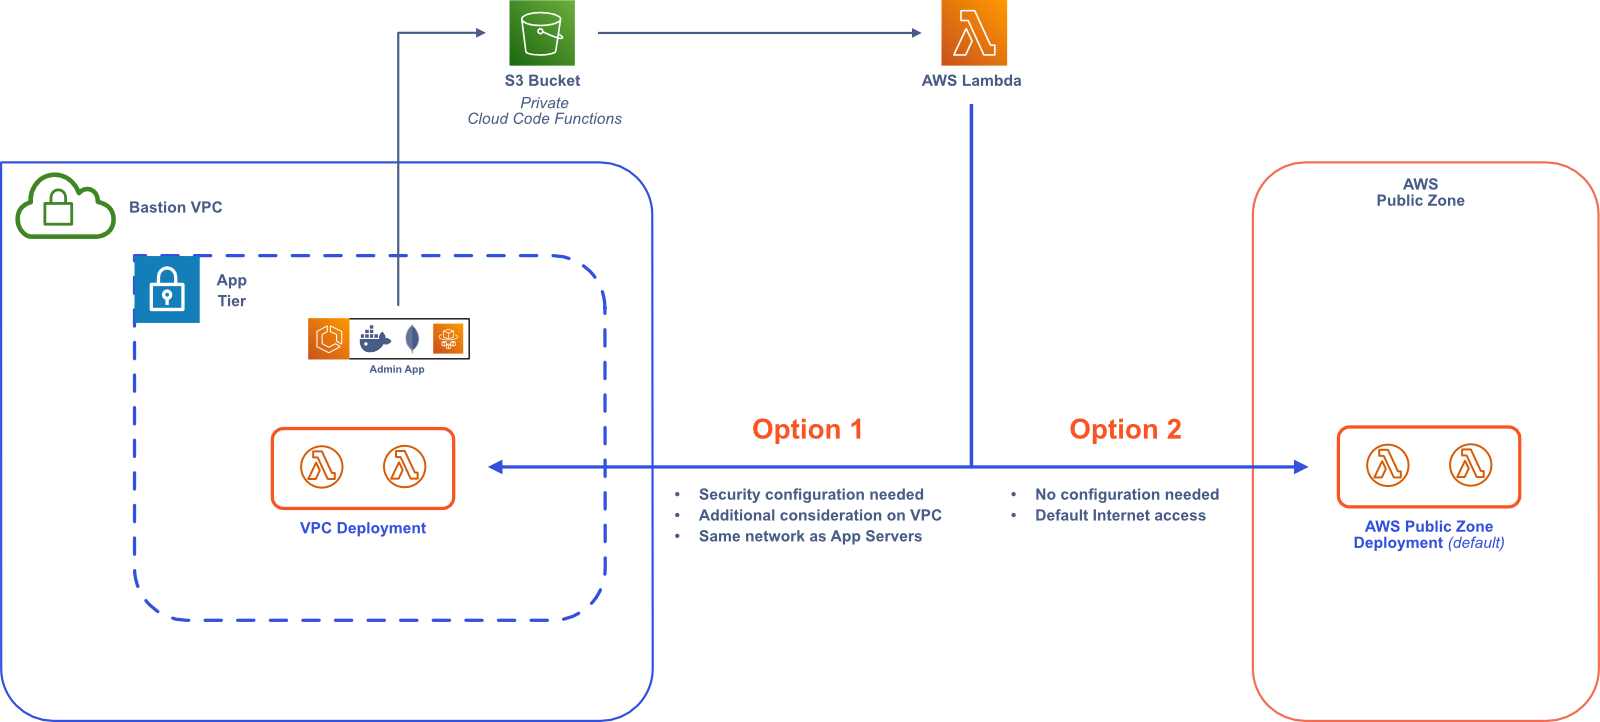 S3 Bucket
Private
Cloud Code Functions
AWS Lambda
Bastion VPC
App
Tier
Admin App
VPC Deployment
Option 1
• Security configuration needed
• Additional consideration on VPC
• Same network as App Servers
Option 2
• No configuration needed
• Default Internet access
AWS
Public Zone
AWS Public Zone
Deployment (default)